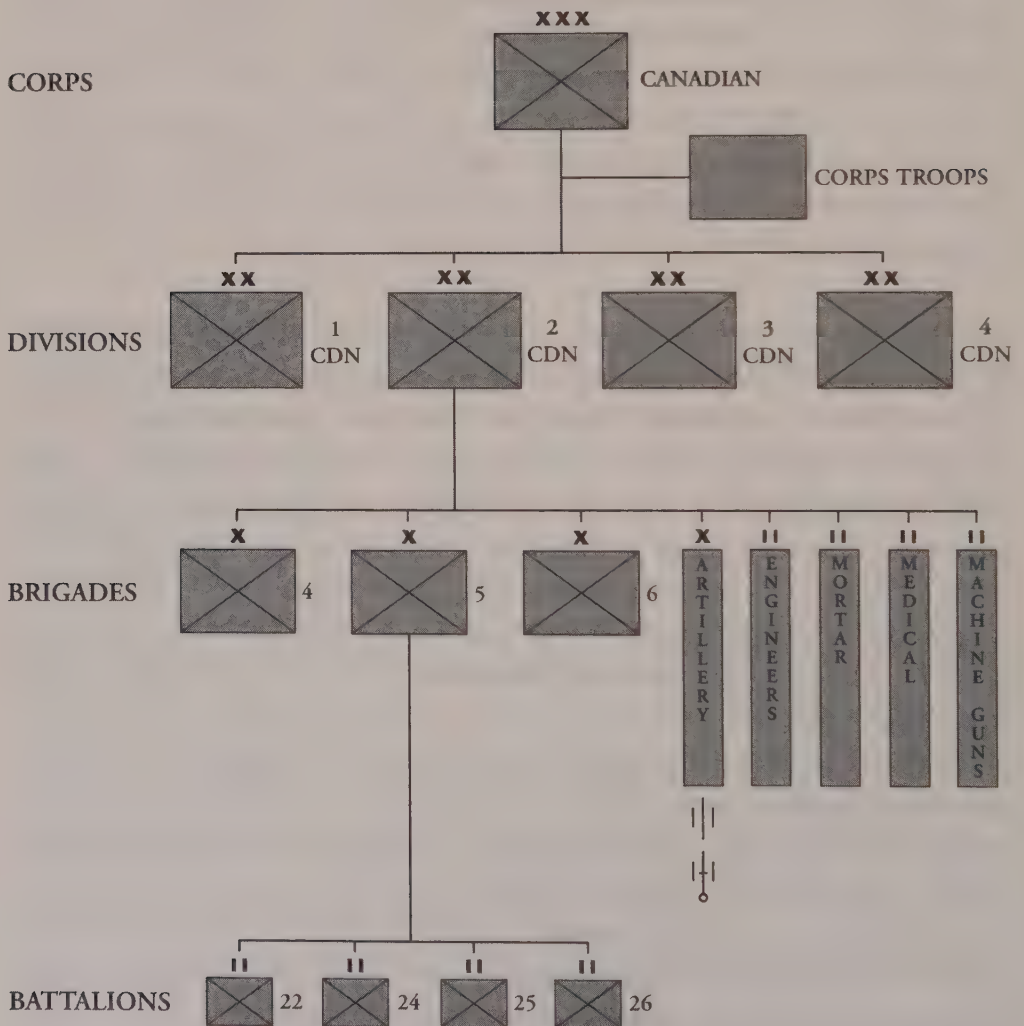 XXX
CORPS
CANADIAN
CORPS TROOPS
XX XX XX XX
DIVISIONS
1 CDN
2 CDN
3 CDN
4 CDN
X X X X II II II II
BRIGADES
4
5
6
ARTILLERY
ENGINEERS
MORTAR
MEDICAL
MACHINE GUNS
II II II II
BATTALIONS
22
24
25
26